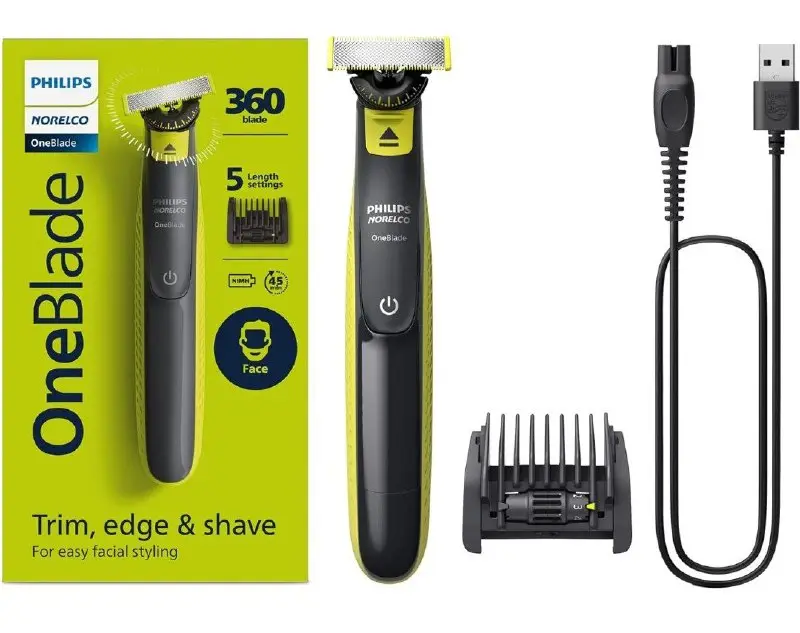 PHILIPS
NORELCO
OneBlade
OneBlade
360
blade
5 Length
settings
NiMH
45
min
Face
PHILIPS
NORELCO
OneBlade
Trim, edge & shave
For easy facial styling
PHILIPS
NORELCO
OneBlade
3